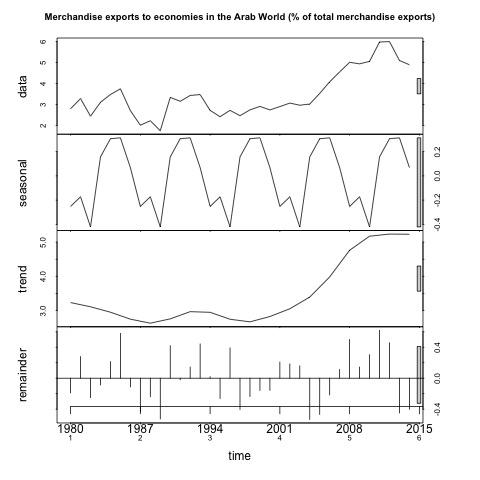 Merchandise exports to economies in the Arab World (% of total merchandise exports)
data
2 3 4 5 6
seasonal
-0.4 -0.2 0.0 0.2
trend
3.0 4.0 5.0
remainder
-0.4 0.0 0.4
1980 1987 1994 2001 2008 2015
1 2 3 4 5 6
time